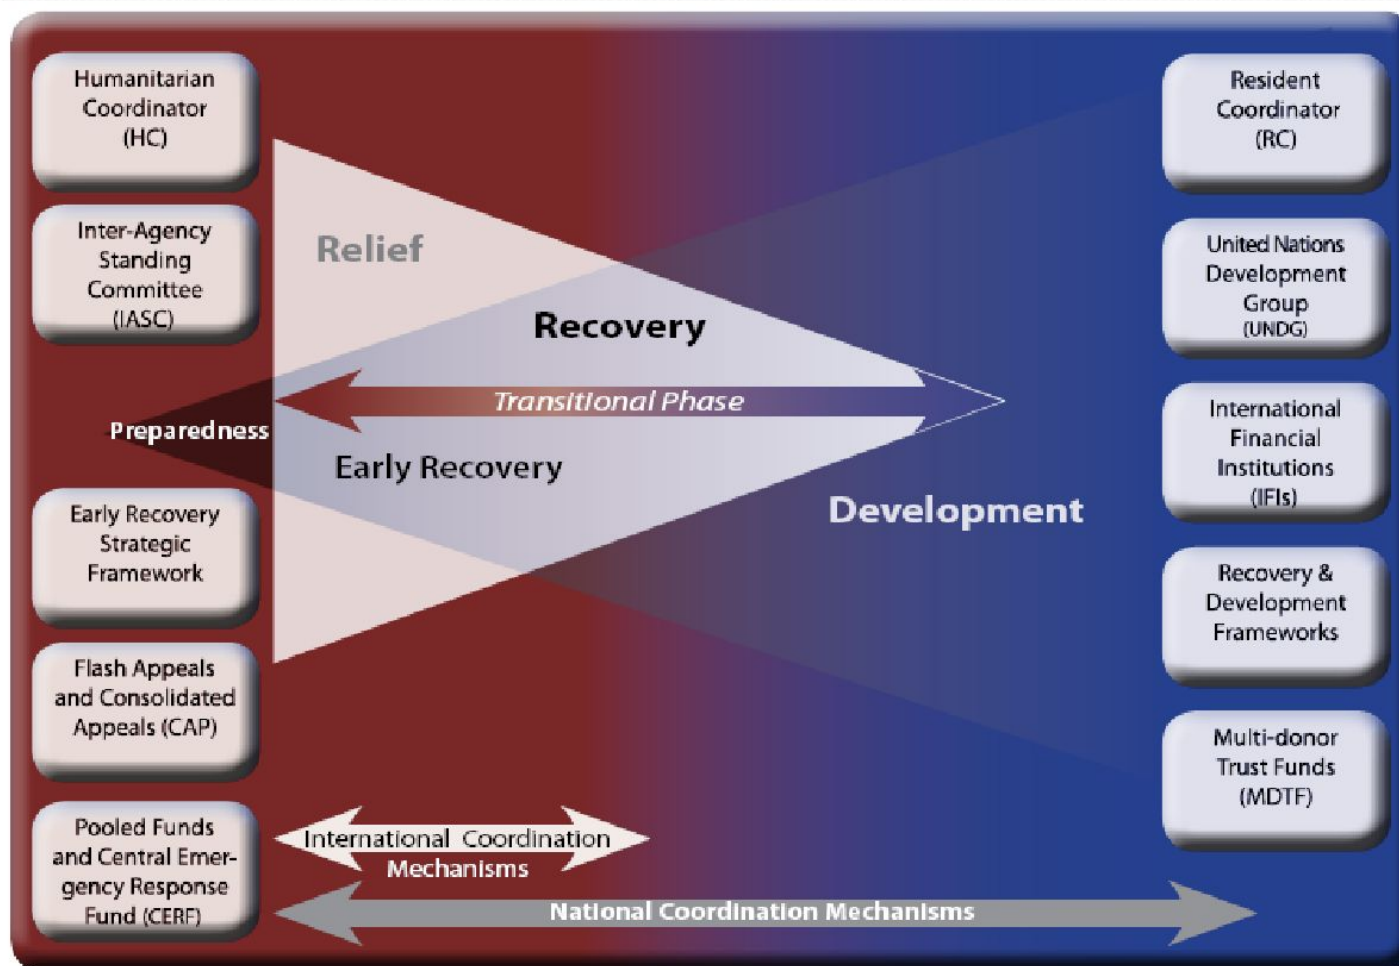 Humanitarian
Coordinator
(HC)
Inter-Agency
Standing
Committee
(IASC)
Early Recovery
Strategic
Framework
Flash Appeals
and Consolidated
Appeals (CAP)
Pooled Funds
and Central Emer-
gency Response
Fund (CERF)
Relief
Recovery
Transitional Phase
Preparedness
Early Recovery
Development
International Coordination
Mechanisms
National Coordination Mechanisms
Resident
Coordinator
(RC)
United Nations
Development
Group
(UNDG)
International
Financial
Institutions
(IFIs)
Recovery &
Development
Frameworks
Multi-donor
Trust Funds
(MDTF)